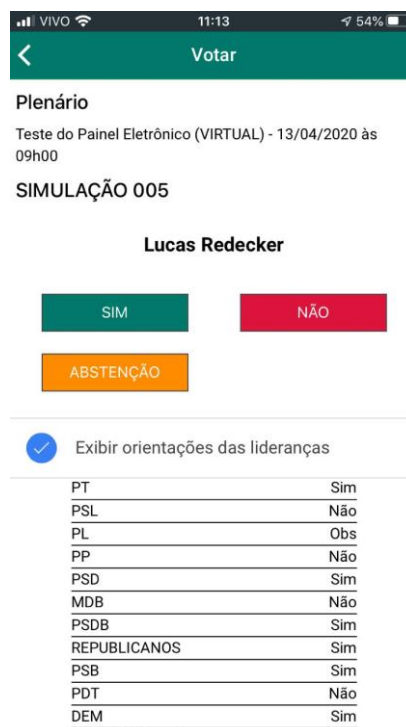 VIVO 11:13 54%
Votar
Plenário
Teste do Painel Eletrônico (VIRTUAL) - 13/04/2020 às
09h00
SIMULAÇÃO 005
Lucas Redecker
SIM NÃO
ABSTENÇÃO
Exibir orientações das lideranças
PT Sim
PSL Não
PL Obs
PP Não
PSD Sim
MDB Não
PSDB Sim
REPUBLICANOS Sim
PSB Sim
PDT Não
DEM Sim